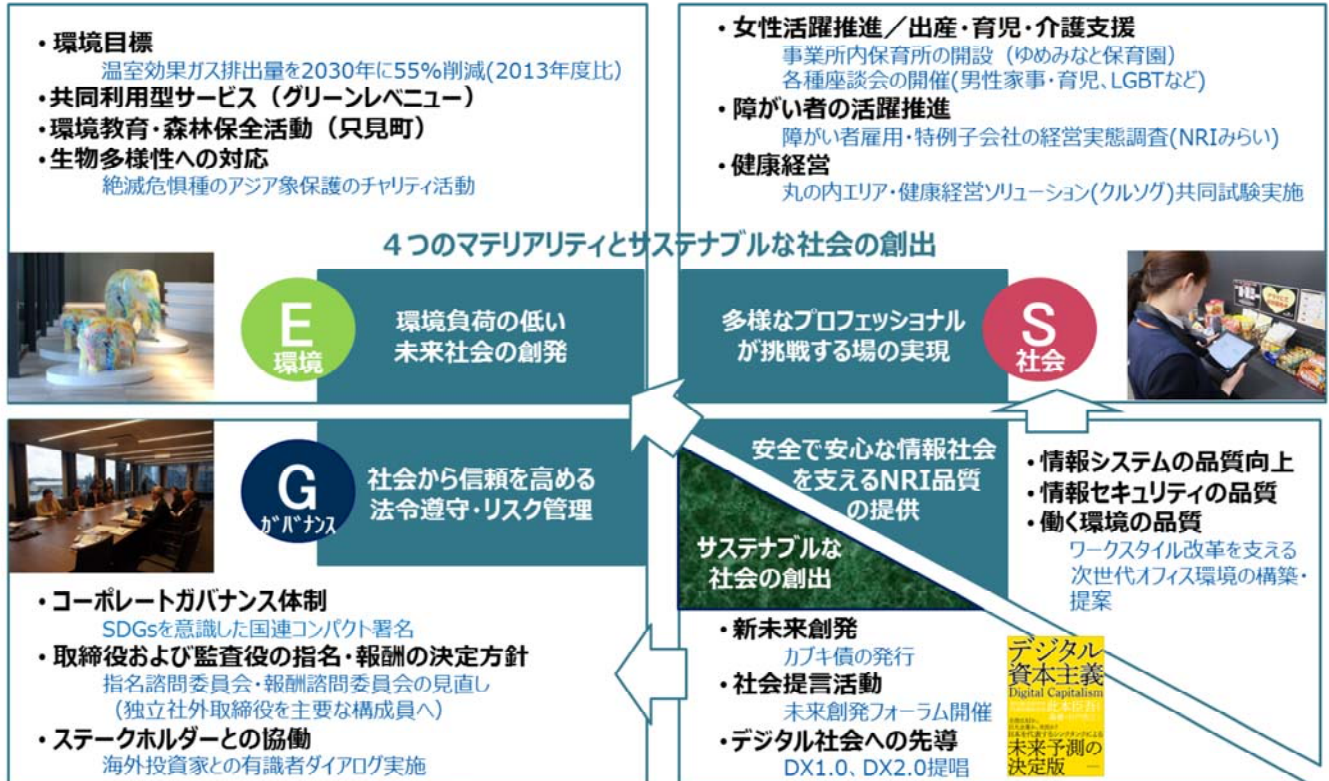 ・環境目標
温室効果ガス排出量を2030年に55%削減(2013年度比)
・共同利用型サービス（グリーンレベニュー）
・環境教育・森林保全活動（只見町）
・生物多様性への対応
絶滅危惧種のアジア象保護のチャリティ活動
・女性活躍推進／出産・育児・介護支援
事業所内保育所の開設（ゆめみなと保育園）
各種座談会の開催(男性家事・育児、LGBTなど)
・障がい者の活躍推進
障がい者雇用・特例子会社の経営実態調査(NRIみらい)
・健康経営
丸の内エリア・健康経営ソリューション(クルソグ)共同試験実施
４つのマテリアリティとサステナブルな社会の創出
E
環境
環境負荷の低い
未来社会の創発
多様なプロフェッショナル
が挑戦する場の実現
S
社会
G
ガバナンス
社会から信頼を高める
法令遵守・リスク管理
安全で安心な情報社会
を支えるNRI品質
の提供
サステナブルな
社会の創出
・情報システムの品質向上
・情報セキュリティの品質
・働く環境の品質
ワークスタイル改革を支える
次世代オフィス環境の構築・
提案
・コーポレートガバナンス体制
SDGsを意識した国連コンパクト署名
・取締役および監査役の指名・報酬の決定方針
指名諮問委員会・報酬諮問委員会の見直し
（独立社外取締役を主要な構成員へ）
・ステークホルダーとの協働
海外投資家との有識者ダイアログ実施
・新未来創発
カブキ債の発行
・社会提言活動
未来創発フォーラム開催
・デジタル社会への先導
DX1.0、DX2.0提唱
デジタル
資本主義
Digital Capitalism
日本を代表するシンクタンクによる
未来予測の
決定版